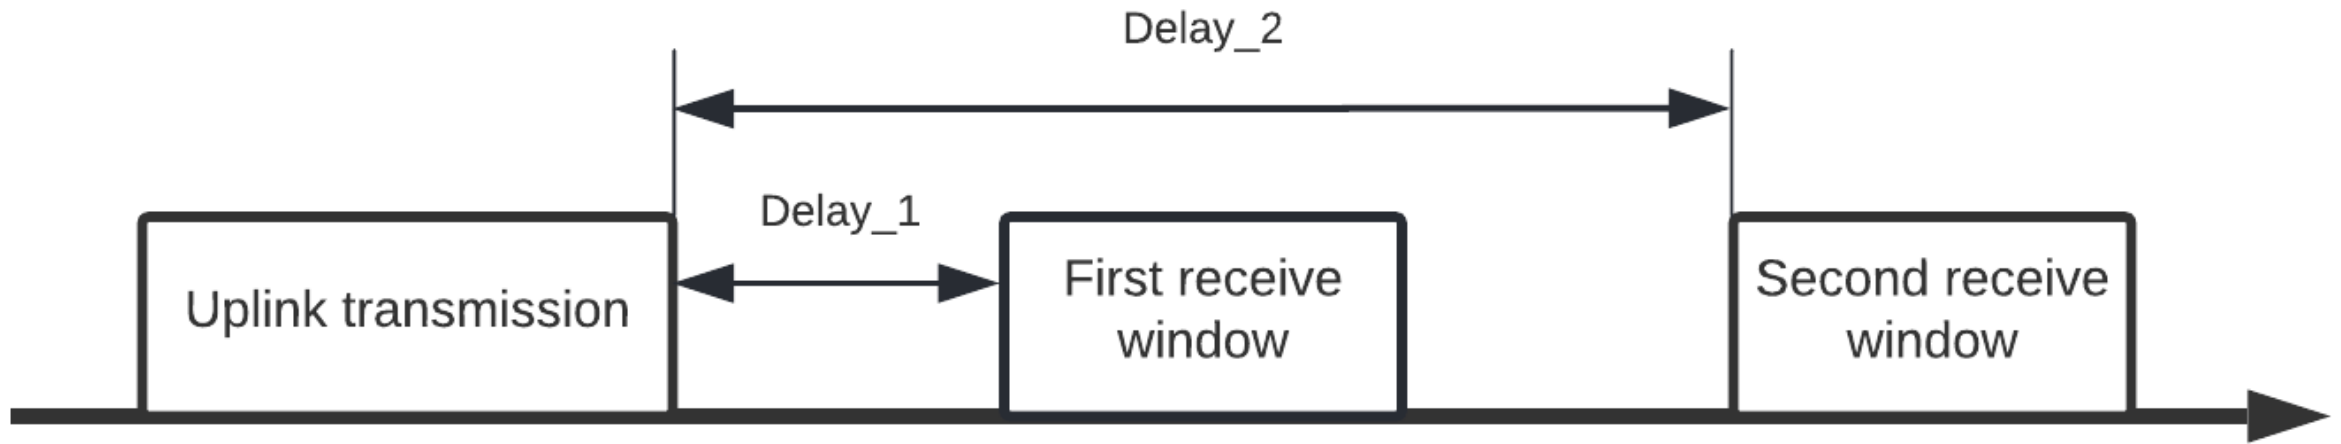 Delay_2
Delay_1
Uplink transmission
First receive
window
Second receive
window